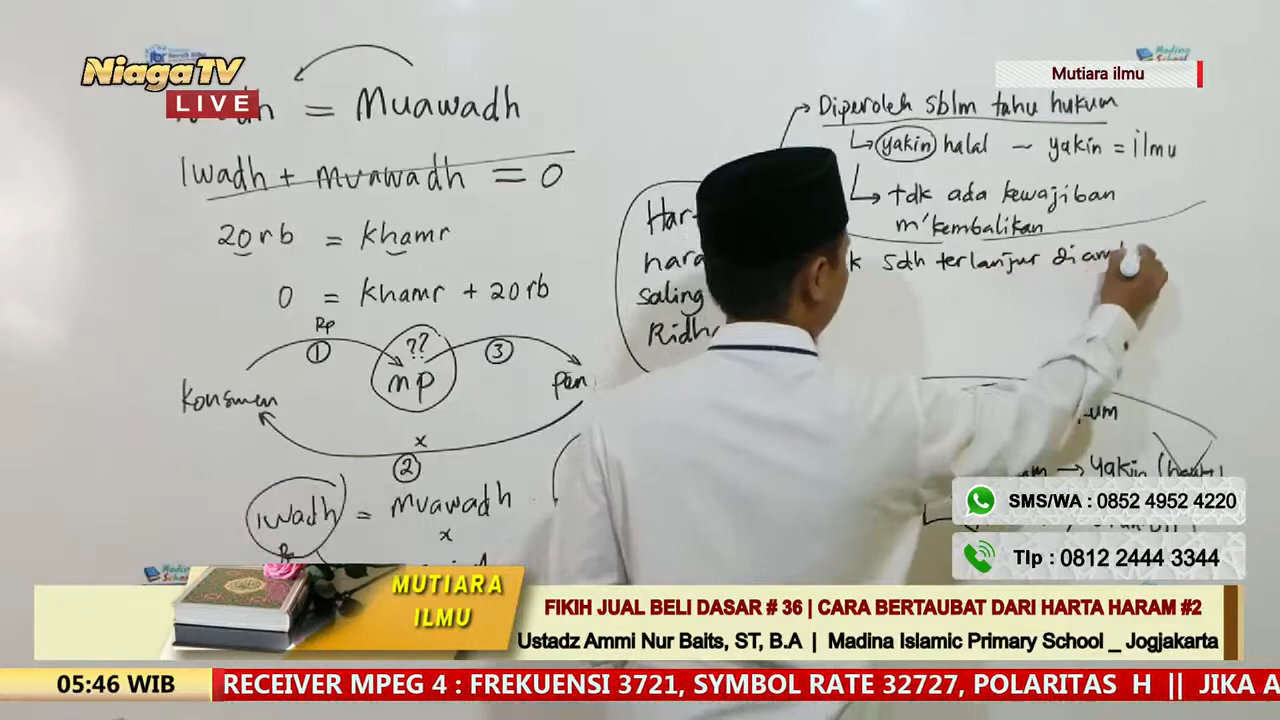 NiagaTV
LIVE
Mutiara ilmu
= Muawadh
Iwadh + muawadh = 0
20rb = khamr
0 = khamr + 20rb
Rp
1
??
mp
3
Konsumen
x
2
iwadh = muawadh
x
Diperoleh sblm tahu hukum
yakin halal – yakin = ilmu
tdk ada kewajiban
m'kembalikan
sdh terlanjur
saling
yakin
SMS/WA : 0852 4952 4220
Tlp : 0812 2444 3344
MUTIARA
ILMU
FIKIH JUAL BELI DASAR # 36 | CARA BERTAUBAT DARI HARTA HARAM #2
Ustadz Ammi Nur Baits, ST, B.A | Madina Islamic Primary School _ Jogjakarta
05:46 WIB
RECEIVER MPEG 4 : FREKUENSI 3721, SYMBOL RATE 32727, POLARITAS H || JIKA A